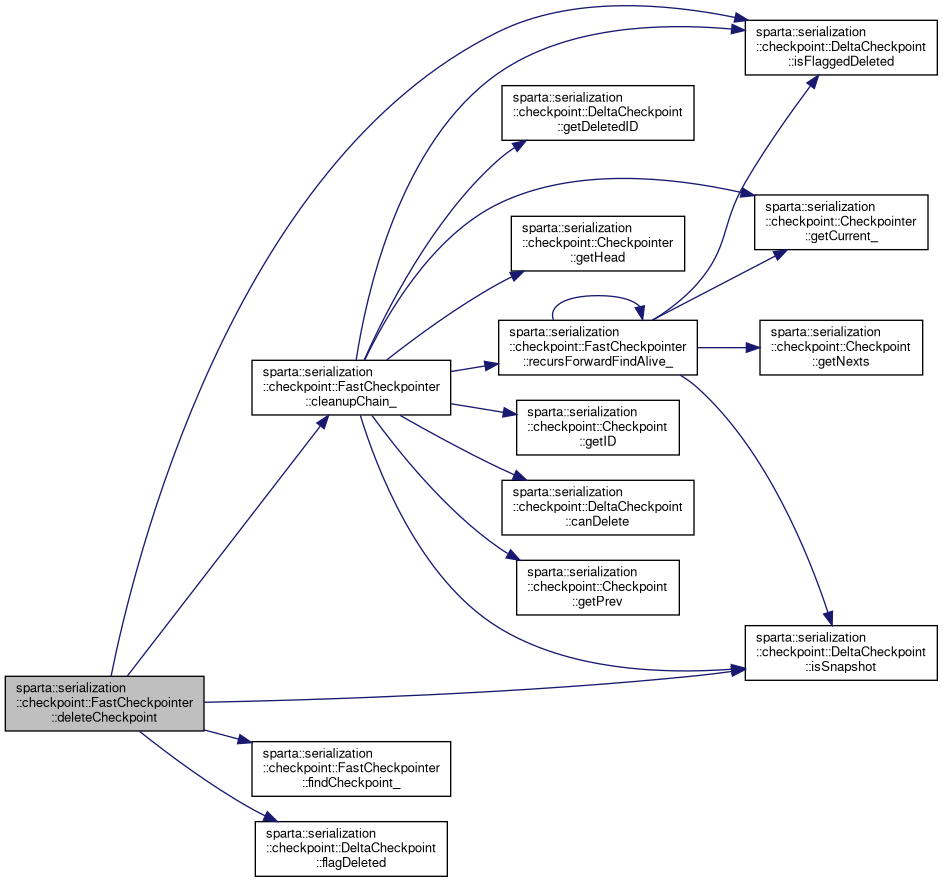 sparta::serialization
::checkpoint::DeltaCheckpoint
::isFlaggedDeleted
sparta::serialization
::checkpoint::DeltaCheckpoint
::getDeletedID
sparta::serialization
::checkpoint::Checkpointer
::getCurrent_
sparta::serialization
::checkpoint::Checkpointer
::getHead
sparta::serialization
::checkpoint::FastCheckpointer
::recursForwardFindAlive_
sparta::serialization
::checkpoint::Checkpoint
::getNexts
sparta::serialization
::checkpoint::FastCheckpointer
::cleanupChain_
sparta::serialization
::checkpoint::Checkpoint
::getID
sparta::serialization
::checkpoint::DeltaCheckpoint
::canDelete
sparta::serialization
::checkpoint::Checkpoint
::getPrev
sparta::serialization
::checkpoint::DeltaCheckpoint
::isSnapshot
sparta::serialization
::checkpoint::FastCheckpointer
::deleteCheckpoint
sparta::serialization
::checkpoint::FastCheckpointer
::findCheckpoint_
sparta::serialization
::checkpoint::DeltaCheckpoint
::flagDeleted